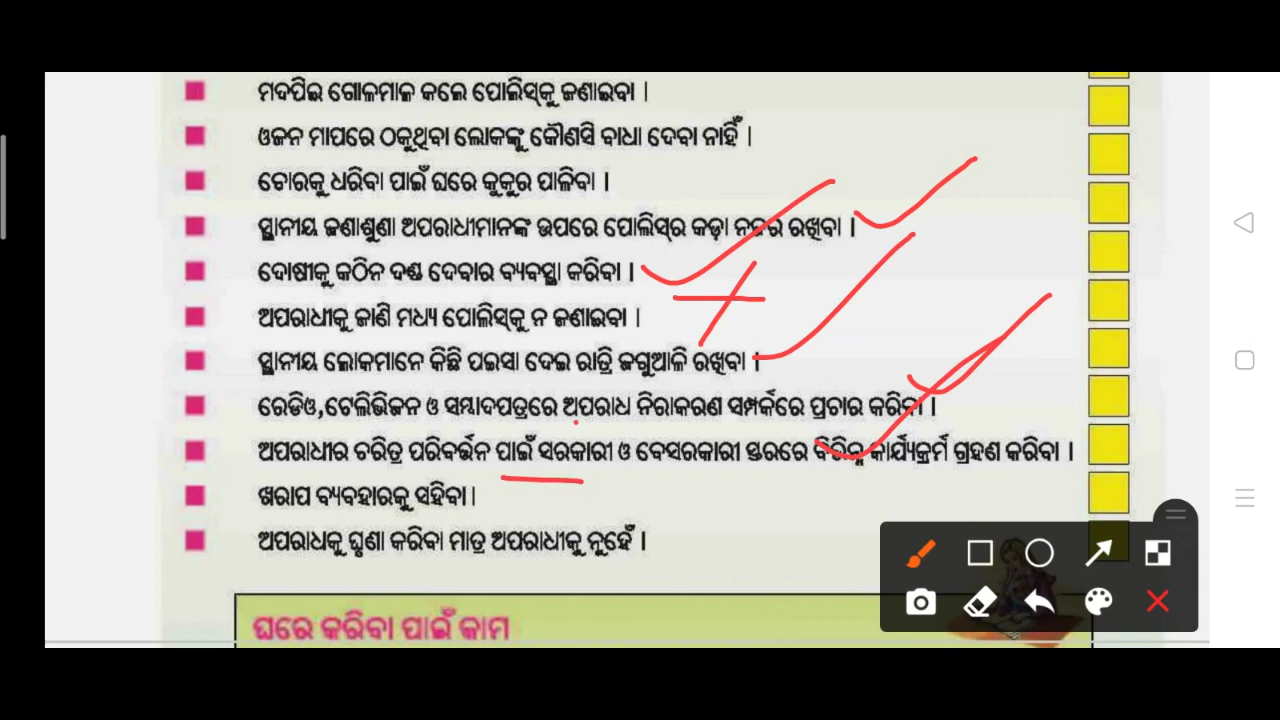 ମଦପିଇ ଗୋଳମାଳ କଲେ ପୋଲିସ୍‌କୁ ଜଣାଇବା ।
ଓଜନ ମାପରେ ଠକୁଥିବା ଲୋକଙ୍କୁ କୌଣସି ବାଧା ଦେବା ନାହିଁ ।
ଚୋରକୁ ଧରିବା ପାଇଁ ଘରେ କୁକୁର ପାଳିବା ।
ସ୍ଥାନୀୟ ଜଣାଶୁଣା ଅପରାଧୀମାନଙ୍କ ଉପରେ ପୋଲିସ୍‌ର କଡ଼ା ନଜର ରଖିବା ।
ଦୋଷୀକୁ କଠିନ ଦଣ୍ଡ ଦେବାର ବ୍ୟବସ୍ଥା କରିବା ।
ଅପରାଧୀକୁ ଜାଣି ମଧ୍ୟ ପୋଲିସ୍‌କୁ ନ ଜଣାଇବା ।
ସ୍ଥାନୀୟ ଲୋକମାନେ କିଛି ପଇସା ଦେଇ ରାତ୍ରି ଜଗୁଆଳି ରଖିବା ।
ରେଡିଓ,ଟେଲିଭିଜନ ଓ ସମ୍ବାଦପତ୍ରରେ ଅପରାଧ ନିରାକରଣ ସମ୍ପର୍କରେ ପ୍ରଚାର କରିବା ।
ଅପରାଧୀର ଚରିତ୍ର ପରିବର୍ତ୍ତନ ପାଇଁ ସରକାରୀ ଓ ବେସରକାରୀ ସ୍ତରରେ ବିଭିନ୍ନ କାର୍ଯ୍ୟକ୍ରମ ଗ୍ରହଣ କରିବା ।
ଖରାପ ବ୍ୟବହାରକୁ ସହିବା ।
ଅପରାଧକୁ ଘୃଣା କରିବା ମାତ୍ର ଅପରାଧୀକୁ ନୁହେଁ ।
ଘରେ କରିବା ପାଇଁ କାମ